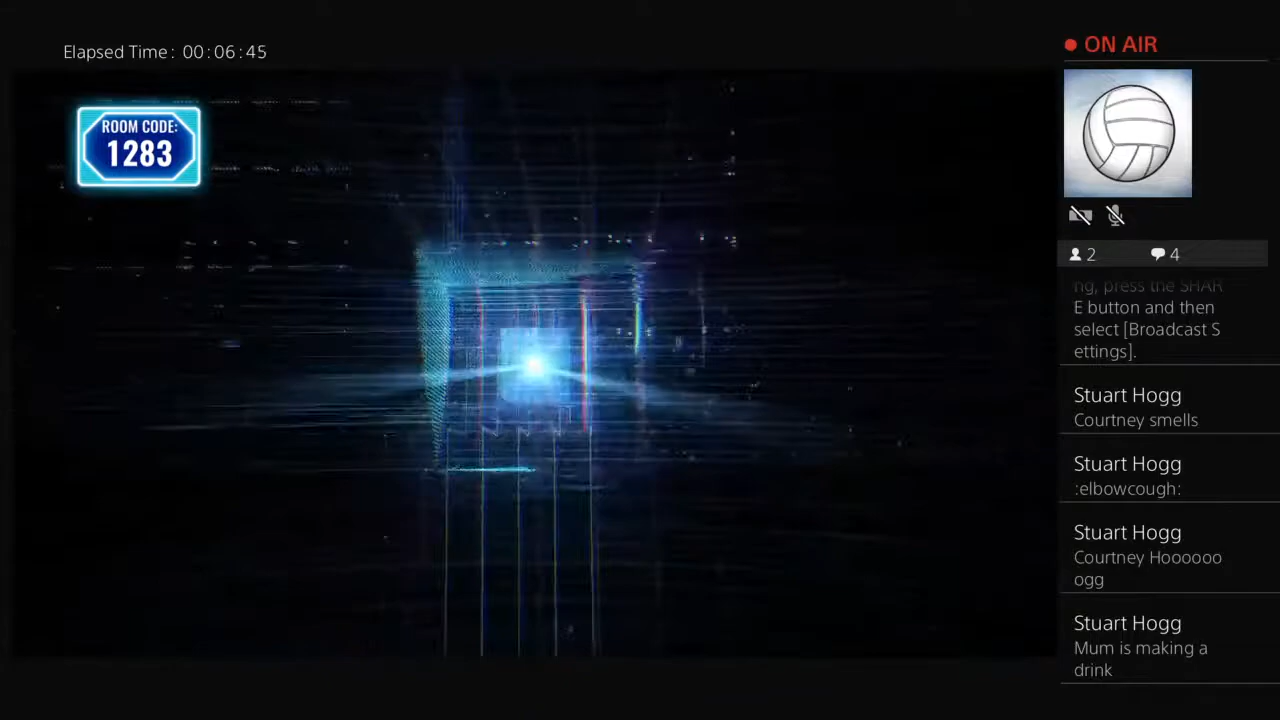 Elapsed Time: 00:06:45
ROOM CODE:
1283
ON AIR
2 4
ng, press the SHAR
E button and then
select [Broadcast S
ettings].
Stuart Hogg
Courtney smells
Stuart Hogg
:elbowcough:
Stuart Hogg
Courtney Hoooooo
ogg
Stuart Hogg
Mum is making a
drink